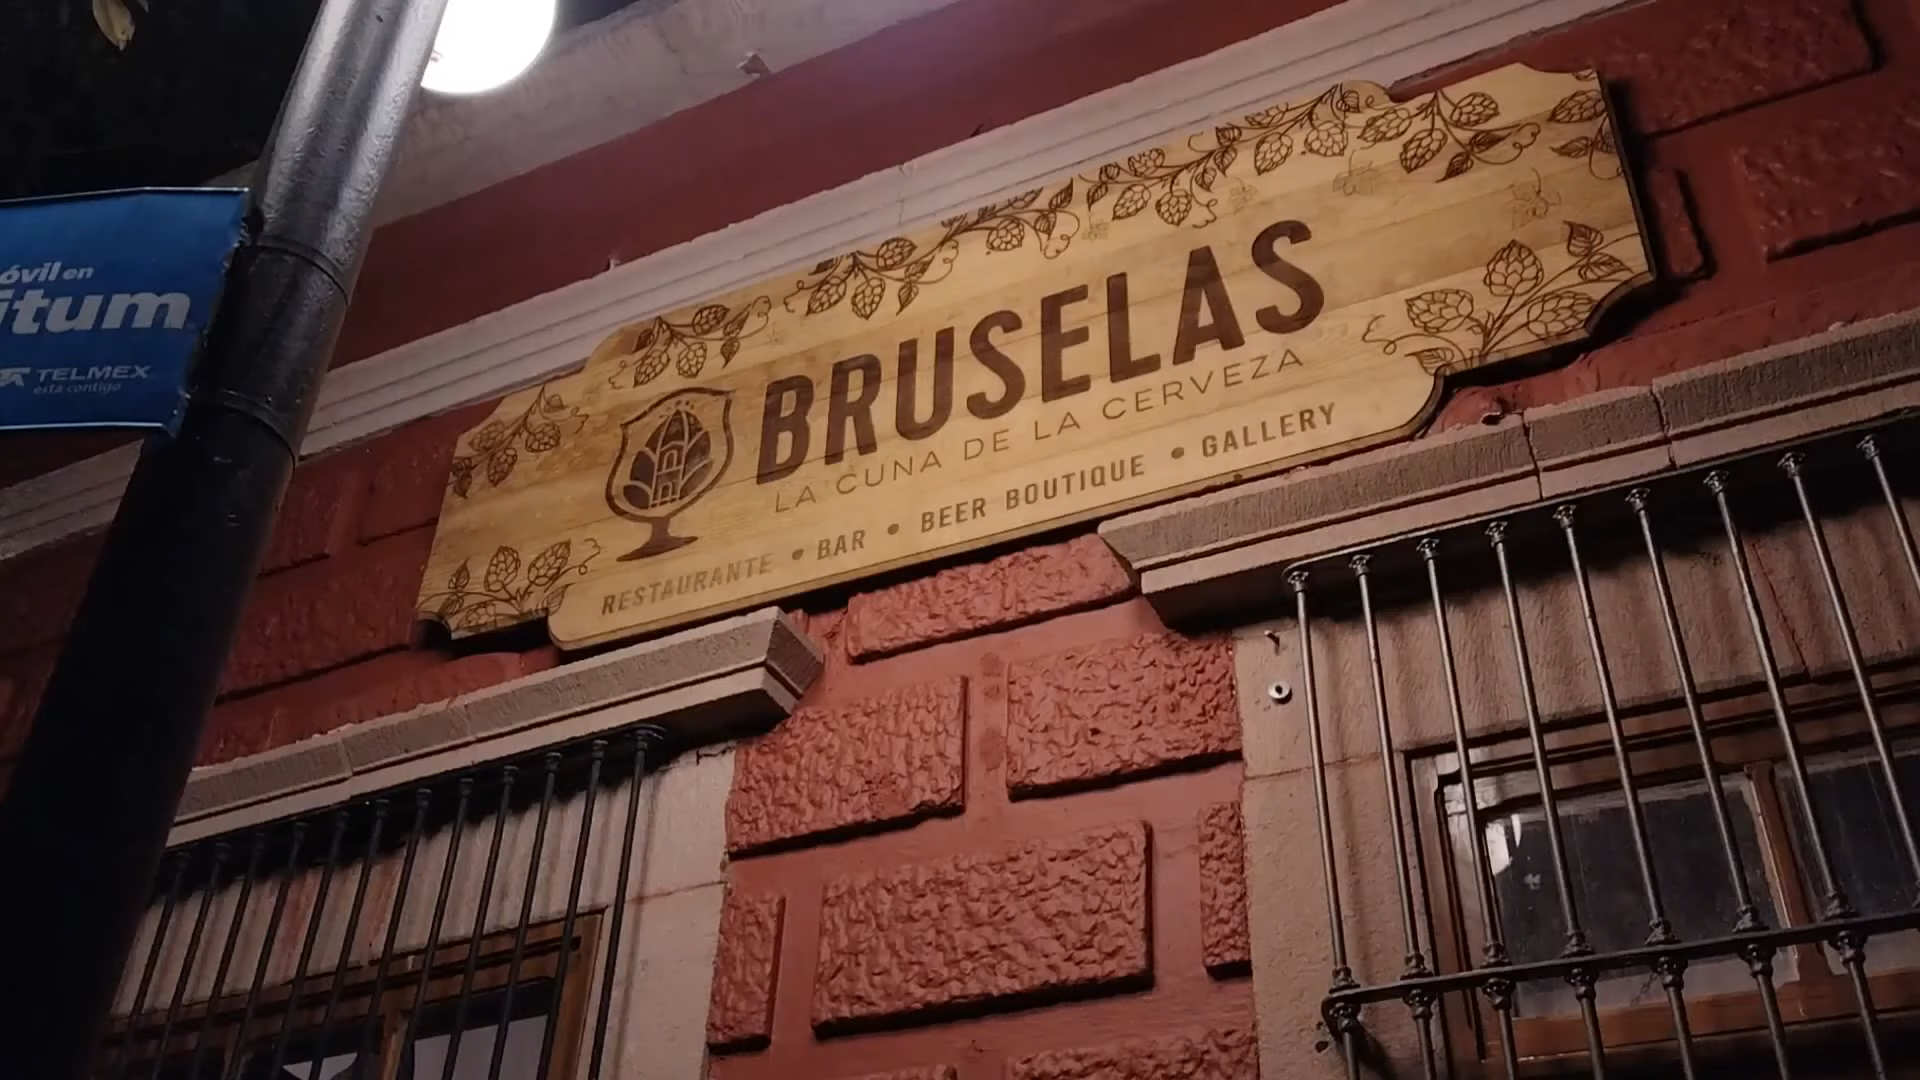 óvil en
itum
TELMEX
está contigo
BRUSELAS
LA CUNA DE LA CERVEZA
RESTAURANTE • BAR • BEER BOUTIQUE • GALLERY